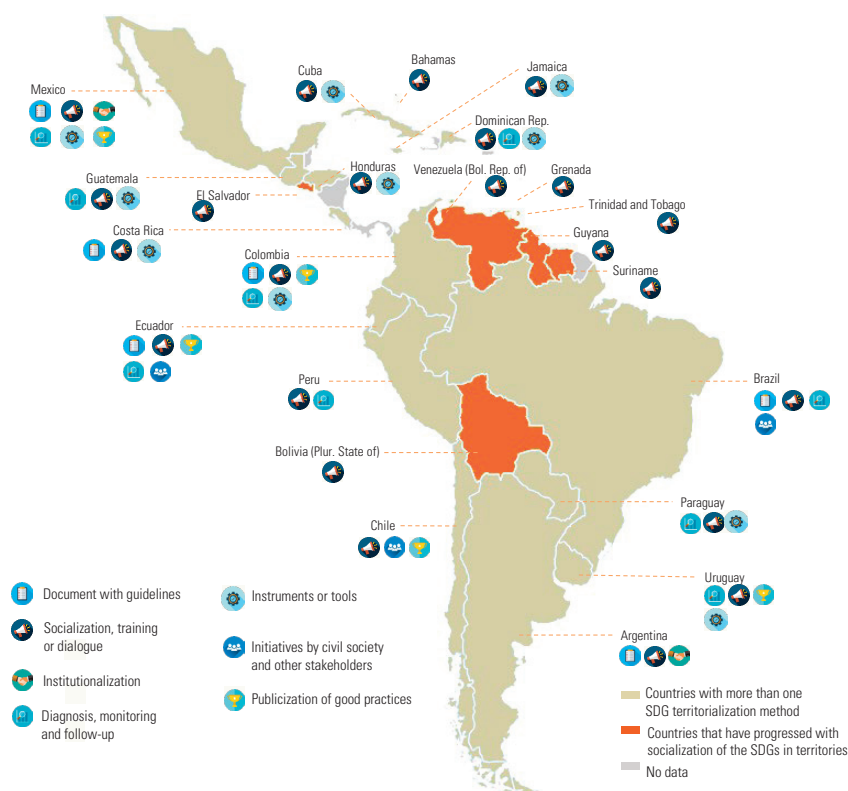 Bahamas
Jamaica
Cuba
Mexico
Dominican Rep.
Honduras
Venezuela (Bol. Rep. of)
Grenada
Guatemala
El Salvador
Trinidad and Tobago
Costa Rica
Guyana
Colombia
Suriname
Ecuador
Peru
Brazil
Bolivia (Plur. State of)
Paraguay
Chile
Uruguay
Argentina
Document with guidelines
Socialization, training
or dialogue
Institutionalization
Diagnosis, monitoring
and follow-up
Instruments or tools
Initiatives by civil society
and other stakeholders
Publicization of good practices
Countries with more than one
SDG territorialization method
Countries that have progressed with
socialization of the SDGs in territories
No data